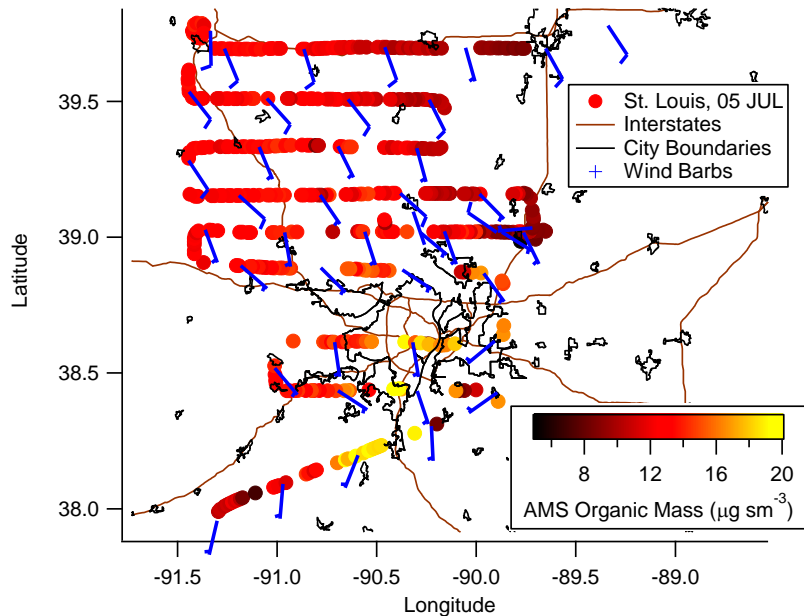 39.5
39.0
38.5
38.0
Latitude
-91.5 -91.0 -90.5 -90.0 -89.5 -89.0
Longitude
St. Louis, 05 JUL
Interstates
City Boundaries
Wind Barbs
8 12 16 20
AMS Organic Mass (μg sm⁻³)